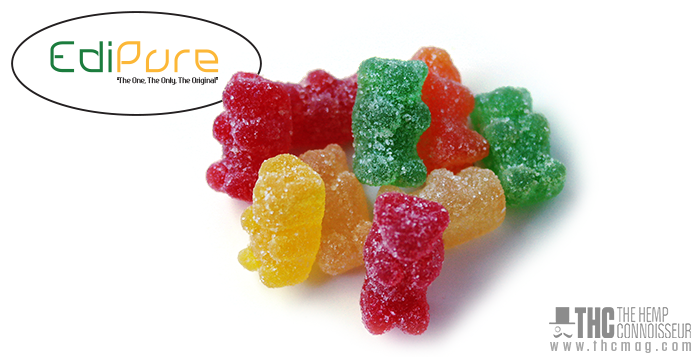 EdiPure
"The One, The Only, The Original"
THC THE HEMP
CONNOISSEUR
www.thcmag.com